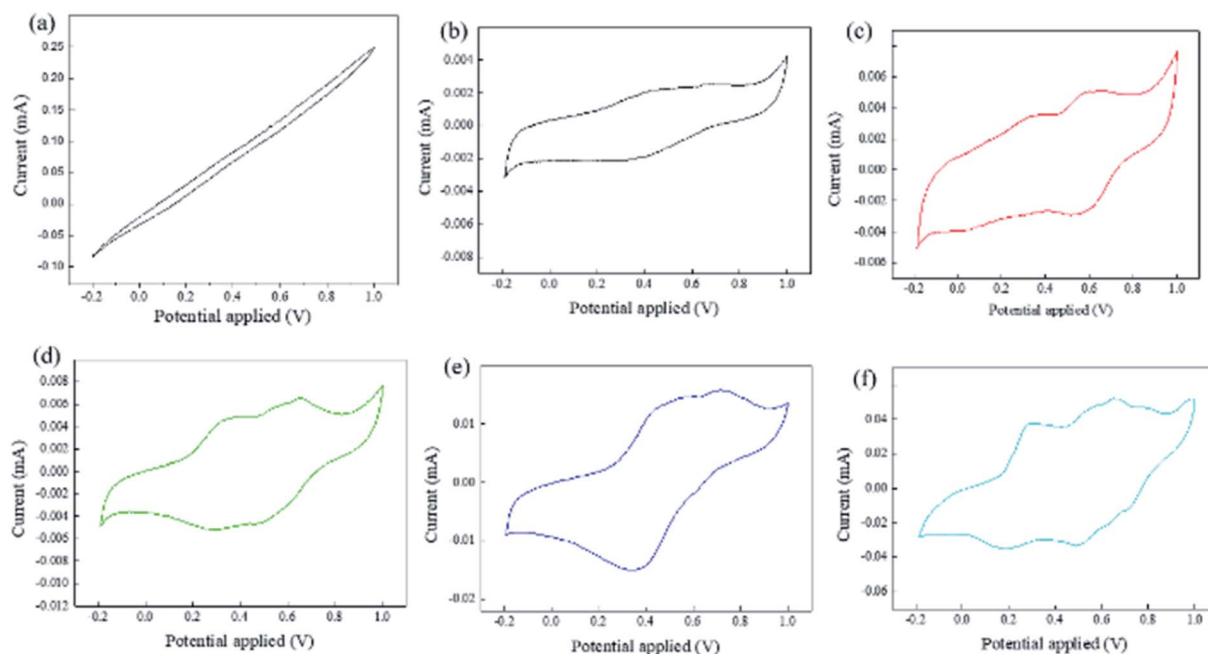 (a)
Current (mA)
0.25
0.20
0.15
0.10
0.05
0.00
-0.05
-0.10
-0.2 0.0 0.2 0.4 0.6 0.8 1.0
Potential applied (V)
(b)
Current (mA)
0.004
0.002
0.000
-0.002
-0.004
-0.006
-0.008
-0.2 0.0 0.2 0.4 0.6 0.8 1.0
Potential applied (V)
(c)
Current (mA)
0.006
0.004
0.002
0.000
-0.002
-0.004
-0.006
-0.2 0.0 0.2 0.4 0.6 0.8 1.0
Potential applied (V)
(d)
Current (mA)
0.008
0.006
0.004
0.002
0.000
-0.002
-0.004
-0.006
-0.008
-0.010
-0.012
-0.2 0.0 0.2 0.4 0.6 0.8 1.0
Potential applied (V)
(e)
Current (mA)
0.01
0.00
-0.01
-0.02
-0.2 0.0 0.2 0.4 0.6 0.8 1.0
Potential applied (V)
(f)
Current (mA)
0.04
0.02
0.00
-0.02
-0.04
-0.06
-0.2 0.0 0.2 0.4 0.6 0.8 1.0
Potential applied (V)